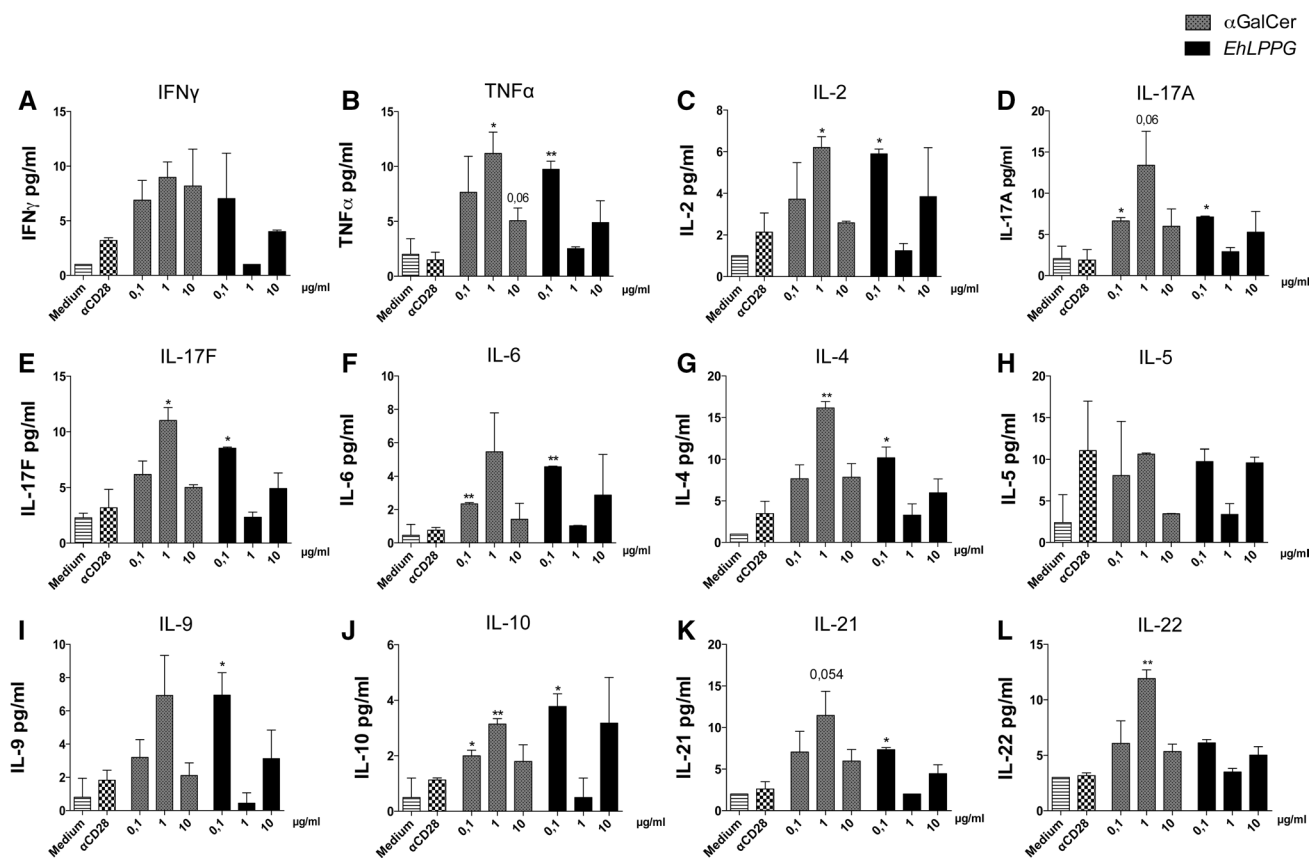 αGalCer
EhLPPG
A IFNγ
IFNγ pg/ml
15
10
5
0
Medium
αCD28
0,1
1
10
0,1
1
10
µg/ml
B TNFα
TNFα pg/ml
15
10
5
0
*
0,06
**
Medium
αCD28
0,1
1
10
0,1
1
10
µg/ml
C IL-2
IL-2 pg/ml
8
6
4
2
0
*
*
Medium
αCD28
0,1
1
10
0,1
1
10
µg/ml
D IL-17A
IL-17A pg/ml
20
15
10
5
0
*
0,06
*
Medium
αCD28
0,1
1
10
0,1
1
10
µg/ml
E IL-17F
IL-17F pg/ml
15
10
5
0
*
*
Medium
αCD28
0,1
1
10
0,1
1
10
µg/ml
F IL-6
IL-6 pg/ml
10
8
6
4
2
0
**
**
Medium
αCD28
0,1
1
10
0,1
1
10
µg/ml
G IL-4
IL-4 pg/ml
20
15
10
5
0
**
*
Medium
αCD28
0,1
1
10
0,1
1
10
µg/ml
H IL-5
IL-5 pg/ml
20
15
10
5
0
Medium
αCD28
0,1
1
10
0,1
1
10
µg/ml
I IL-9
IL-9 pg/ml
10
8
6
4
2
0
*
Medium
αCD28
0,1
1
10
0,1
1
10
µg/ml
J IL-10
IL-10 pg/ml
6
4
2
0
*
**
*
Medium
αCD28
0,1
1
10
0,1
1
10
µg/ml
K IL-21
IL-21 pg/ml
20
15
10
5
0
0,054
*
Medium
αCD28
0,1
1
10
0,1
1
10
µg/ml
L IL-22
IL-22 pg/ml
15
10
5
0
**
Medium
αCD28
0,1
1
10
0,1
1
10
µg/ml